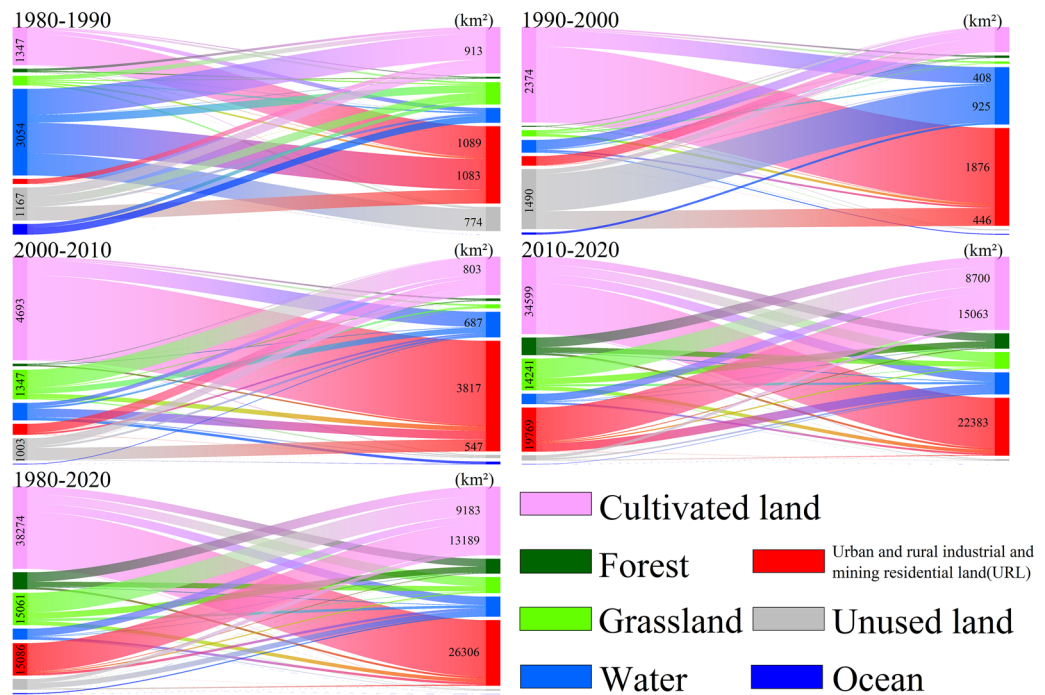 1980-1990
(km²)
1347
3054
1167
913
1089
1083
774
1990-2000
(km²)
2374
1490
408
925
1876
446
2000-2010
(km²)
4693
1347
1003
803
687
3817
547
2010-2020
(km²)
34599
14241
19769
8700
15063
22383
1980-2020
(km²)
38274
15061
15086
9183
13189
26306
Cultivated land
Forest
Urban and rural industrial and
mining residential land(URL)
Grassland
Unused land
Water
Ocean